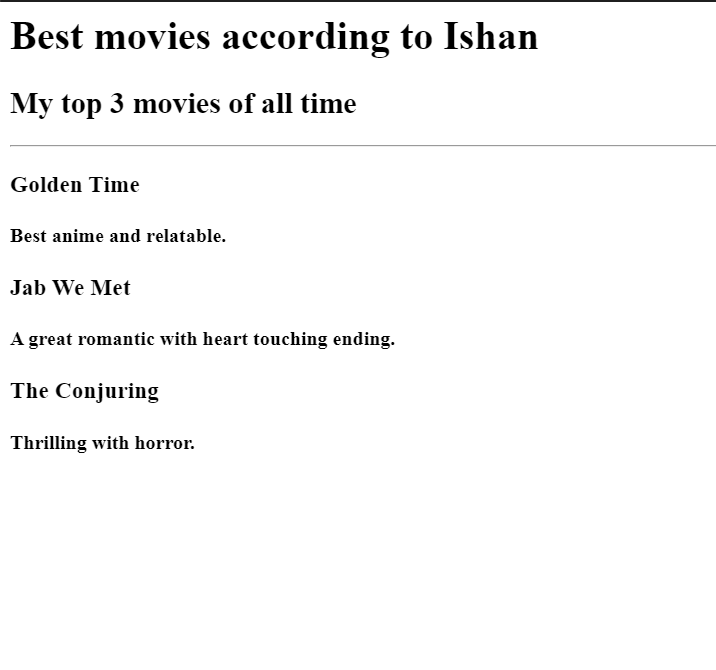 Best movies according to Ishan
My top 3 movies of all time
Golden Time
Best anime and relatable.
Jab We Met
A great romantic with heart touching ending.
The Conjuring
Thrilling with horror.